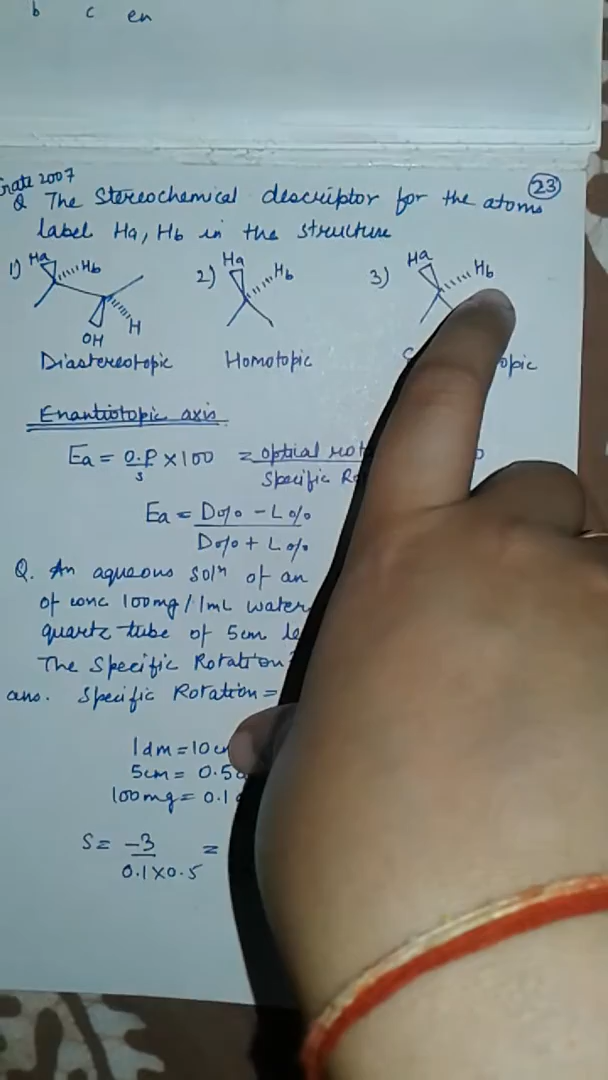 b c en
Gate 2007
23
Q The Stereochemical descriptor for the atoms
label Ha, Hb in the structure
1) Ha Hb OH H
2) Ha Hb
3) Ha Hb
Diastereotopic Homotopic opic
Enantiotopic axis
Ea = O.P/s × 100 = optical
Specific
Ea = D% - L%
D% + L%
Q. An aqueous solⁿ of an
of conc 100mg/1mL water
quartz tube of 5cm
The Specific Rotation
ans. Specific Rotation =
1dm = 10
5cm = 0.5
100mg = 0.1
S = -3 =
0.1 × 0.5